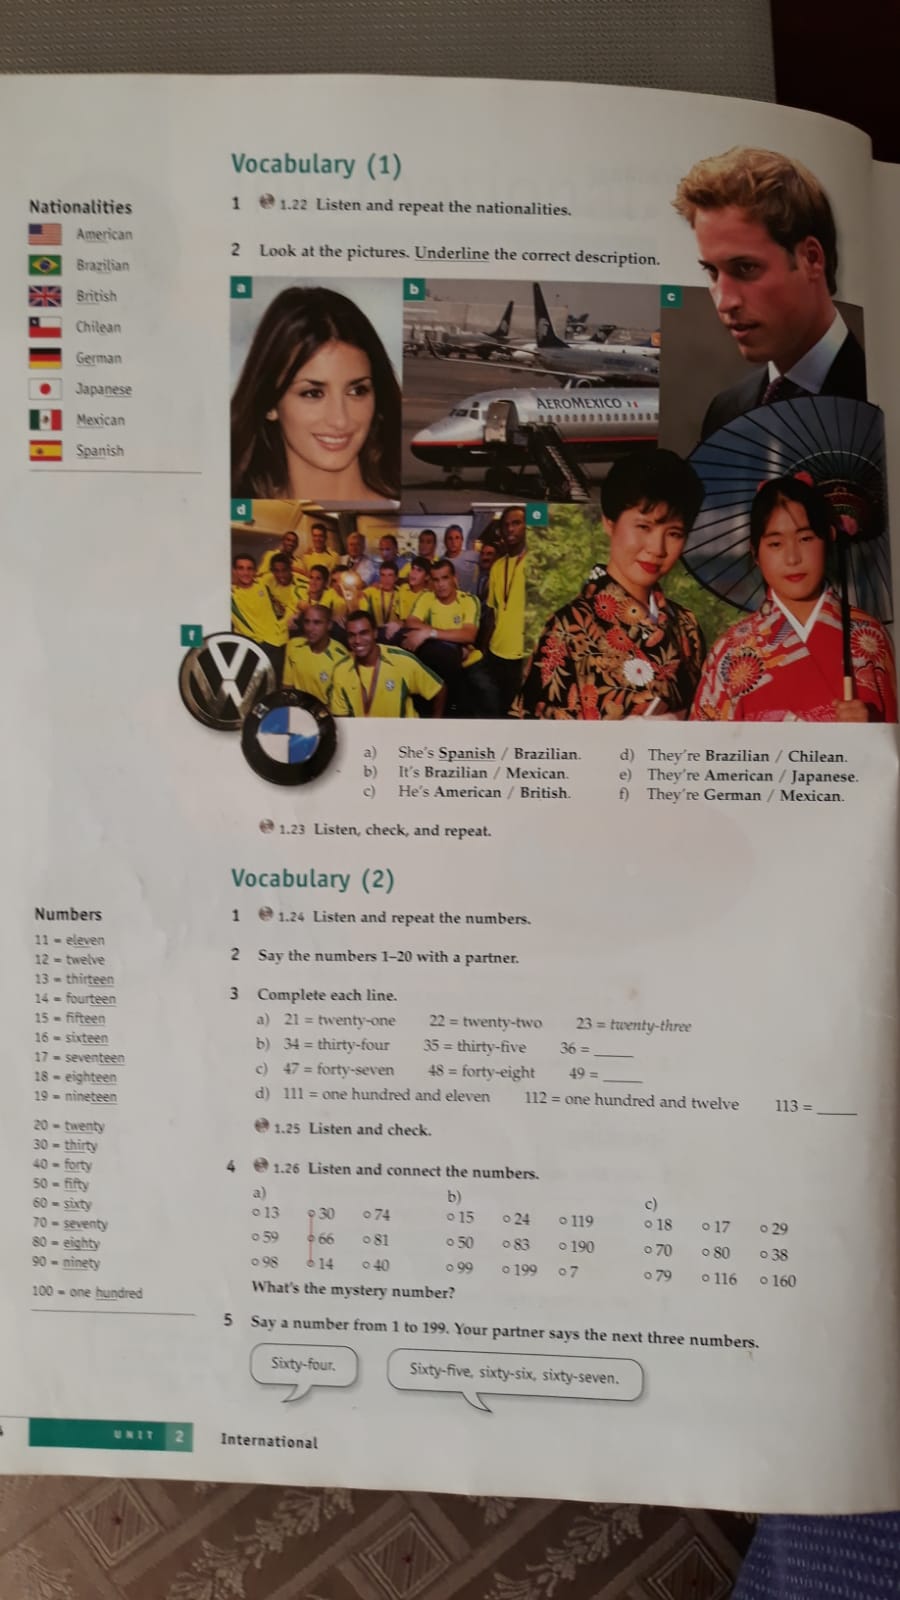 Vocabulary (1)
Nationalities
American
Brazilian
British
Chilean
German
Japanese
Mexican
Spanish
1 1.22 Listen and repeat the nationalities.
2 Look at the pictures. Underline the correct description.
a
b
c
AEROMEXICO
d
e
f
a) She's Spanish / Brazilian.
b) It's Brazilian / Mexican.
c) He's American / British.
d) They're Brazilian / Chilean.
e) They're American / Japanese.
f) They're German / Mexican.
1.23 Listen, check, and repeat.
Vocabulary (2)
Numbers
11 = eleven
12 = twelve
13 = thirteen
14 = fourteen
15 = fifteen
16 = sixteen
17 = seventeen
18 = eighteen
19 = nineteen
20 = twenty
30 = thirty
40 = forty
50 = fifty
60 = sixty
70 = seventy
80 = eighty
90 = ninety
100 = one hundred
1 1.24 Listen and repeat the numbers.
2 Say the numbers 1–20 with a partner.
3 Complete each line.
a) 21 = twenty-one 22 = twenty-two 23 = twenty-three
b) 34 = thirty-four 35 = thirty-five 36 = _____
c) 47 = forty-seven 48 = forty-eight 49 = _____
d) 111 = one hundred and eleven 112 = one hundred and twelve 113 = _____
1.25 Listen and check.
4 1.26 Listen and connect the numbers.
a)
13 30 74
59 66 81
98 14 40
b)
15 24 119
50 83 190
99 199 7
c)
18 17 29
70 80 38
79 116 160
What's the mystery number?
5 Say a number from 1 to 199. Your partner says the next three numbers.
Sixty-four.
Sixty-five, sixty-six, sixty-seven.
UNIT 2 International